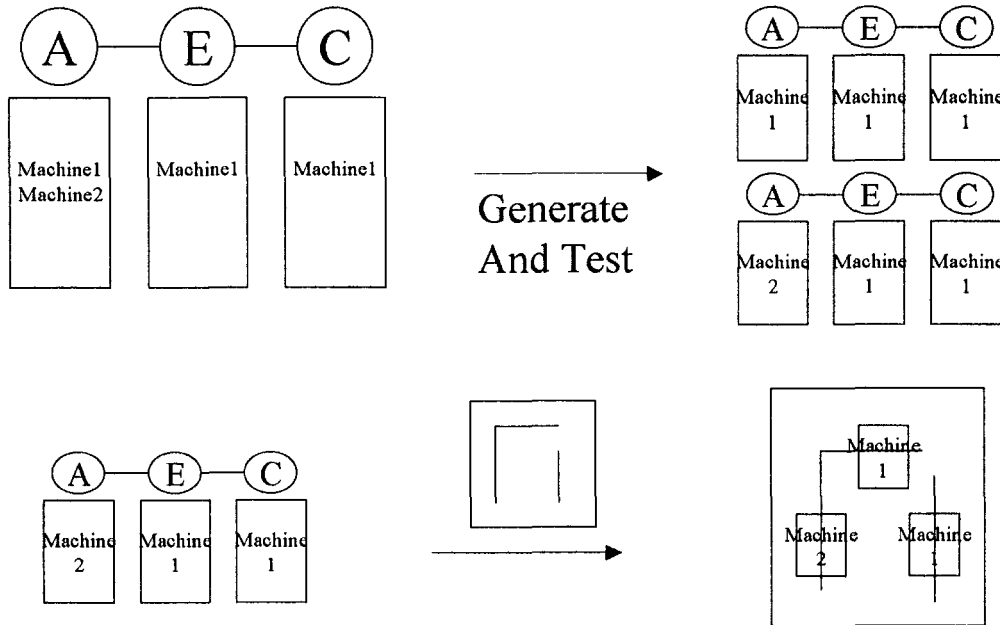 A E C
Machine1
Machine2
Machine1
Machine1
Generate
And Test
A E C
Machine
1
Machine
1
Machine
1
A E C
Machine
2
Machine
1
Machine
1
A E C
Machine
2
Machine
1
Machine
1
Machine
1
Machine
2
Machine
1